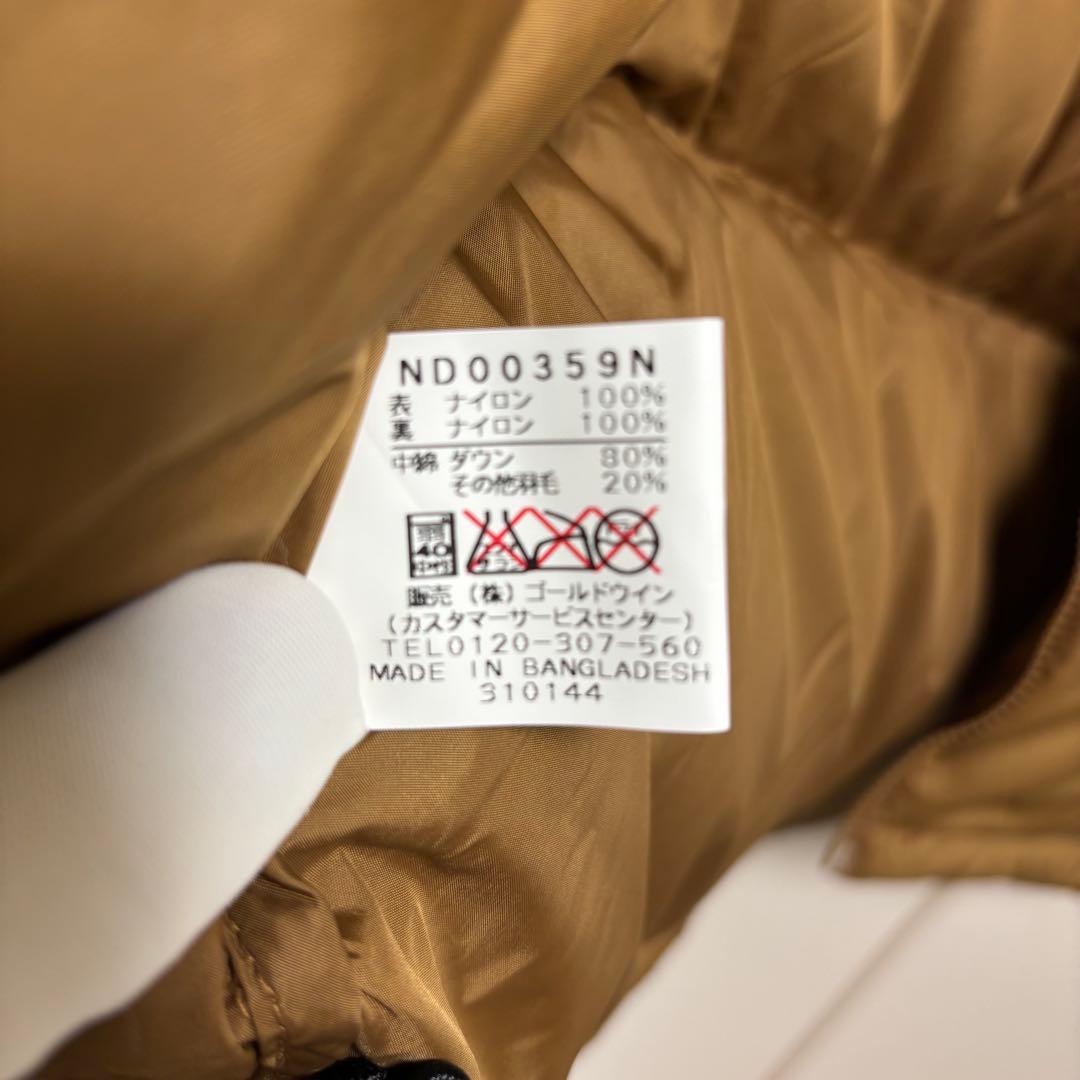 ND00359N
表 ナイロン 100%
裏 ナイロン 100%
中綿 ダウン 80%
その他羽毛 20%
40
販売 (株) ゴールドウイン
(カスタマーサービスセンター)
TEL0120-307-560
MADE IN BANGLADESH
310144